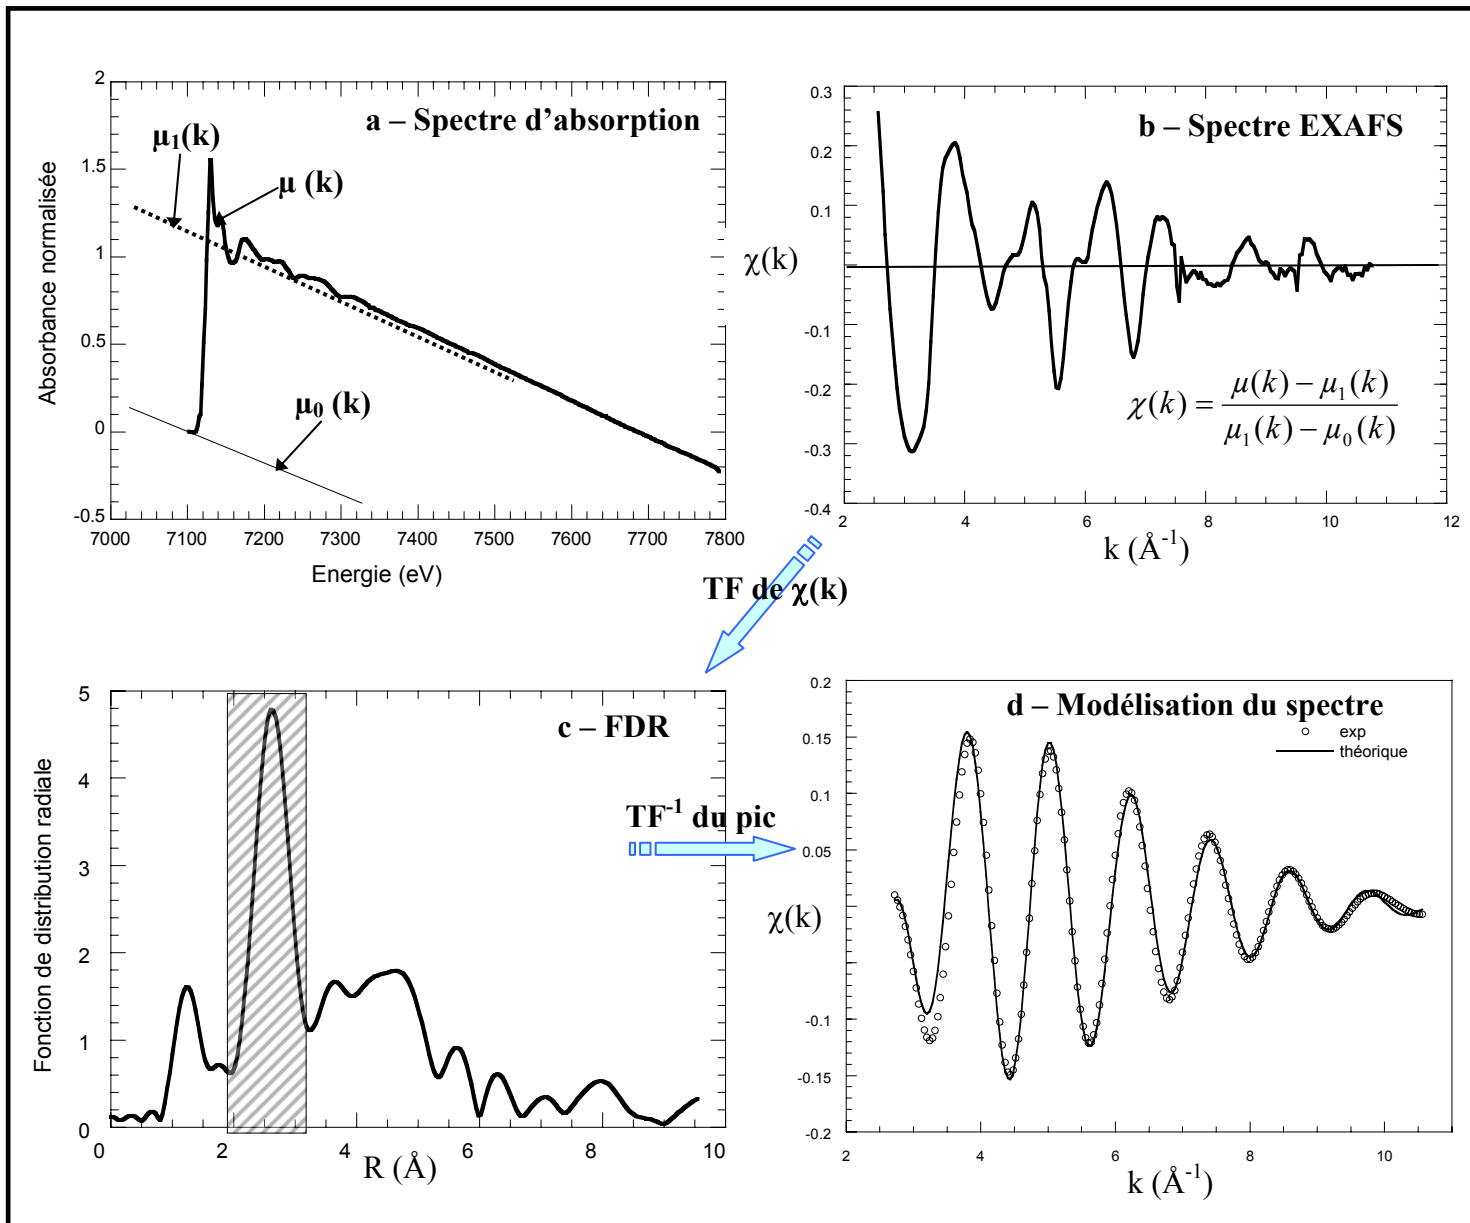 a – Spectre d'absorption
μ1(k)
μ (k)
μ0 (k)
Absorbance normalisée
2
1.5
1
0.5
0
-0.5
7000 7100 7200 7300 7400 7500 7600 7700 7800
Energie (eV)
b – Spectre EXAFS
χ(k)
0.3
0.2
0.1
-0.1
-0.2
-0.3
-0.4
χ(k) = (μ(k) − μ1(k)) / (μ1(k) − μ0(k))
2 4 6 8 10 12
k (Å-1)
TF de χ(k)
c – FDR
Fonction de distribution radiale
5
4
3
2
1
0
0 2 4 6 8 10
R (Å)
TF-1 du pic
d – Modélisation du spectre
exp
théorique
χ(k)
0.2
0.15
0.1
0.05
-0.1
-0.15
-0.2
2 4 6 8 10
k (Å-1)